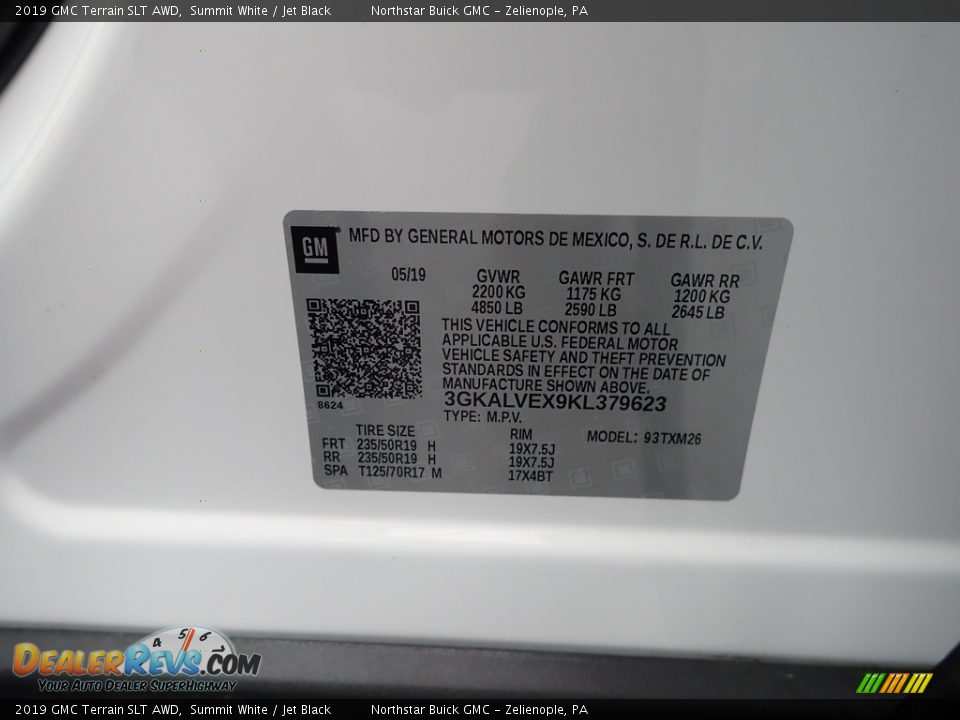 2019 GMC Terrain SLT AWD, Summit White / Jet Black Northstar Buick GMC - Zelienople, PA
GM ® MFD BY GENERAL MOTORS DE MEXICO, S. DE R.L. DE C.V.
05/19 GVWR GAWR FRT GAWR RR
2200 KG 1175 KG 1200 KG
4850 LB 2590 LB 2645 LB
THIS VEHICLE CONFORMS TO ALL
APPLICABLE U.S. FEDERAL MOTOR
VEHICLE SAFETY AND THEFT PREVENTION
STANDARDS IN EFFECT ON THE DATE OF
MANUFACTURE SHOWN ABOVE.
8624 3GKALVEX9KL379623
TYPE: M.P.V.
TIRE SIZE RIM MODEL: 93TXM26
FRT 235/50R19 H 19X7.5J
RR 235/50R19 H 19X7.5J
SPA T125/70R17 M 17X4BT
4 5 6 7
DEALERREVS.COM
YOUR AUTO DEALER SUPERHIGHWAY
2019 GMC Terrain SLT AWD, Summit White / Jet Black Northstar Buick GMC - Zelienople, PA